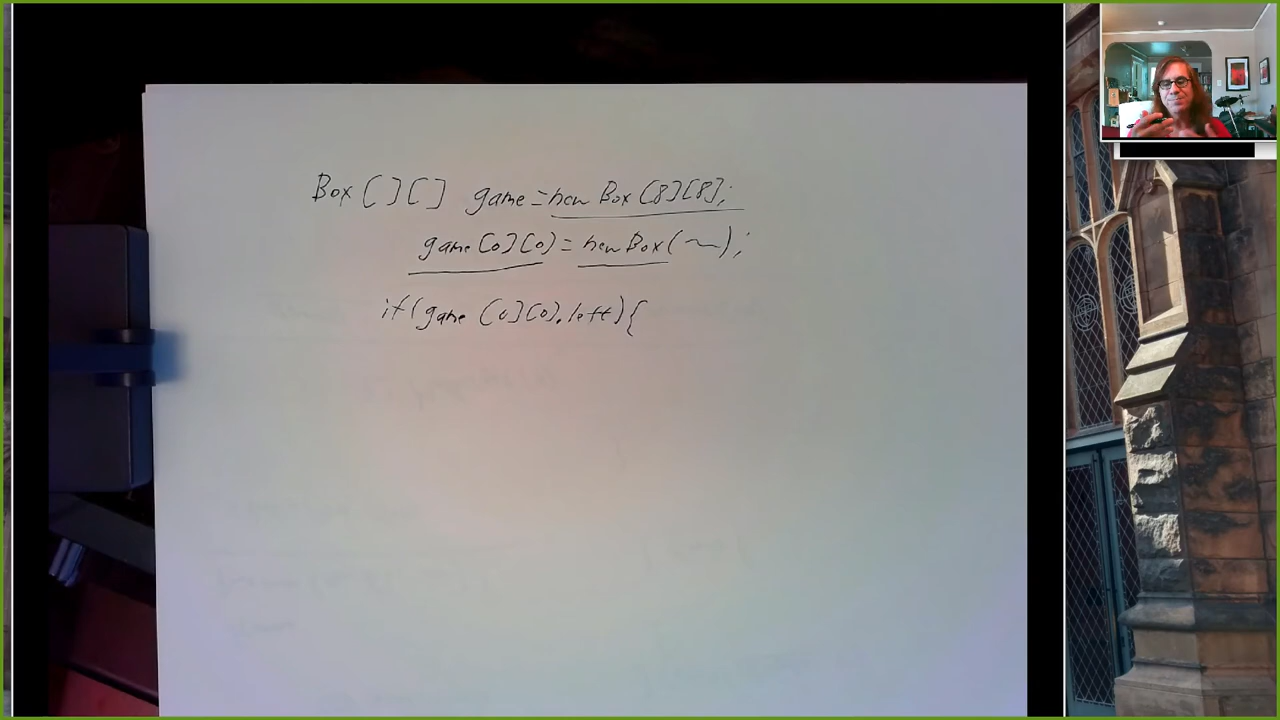 Box [][] game = new Box [8][8];
game [0][0] = new Box (~);
if (game [0][0].left) {